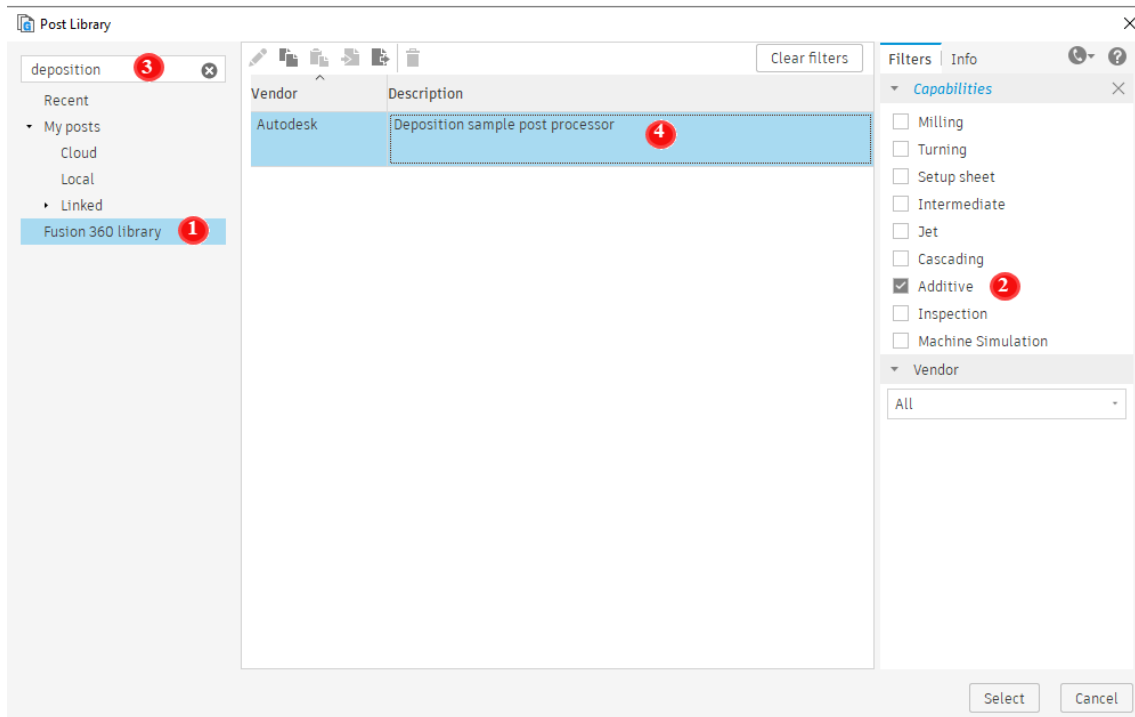 Post Library
deposition 3
Recent
My posts
Cloud
Local
Linked
Fusion 360 library 1
Clear filters
Vendor Description
Autodesk Deposition sample post processor 4
Filters Info
Capabilities
Milling
Turning
Setup sheet
Intermediate
Jet
Cascading
Additive 2
Inspection
Machine Simulation
Vendor
All
Select Cancel